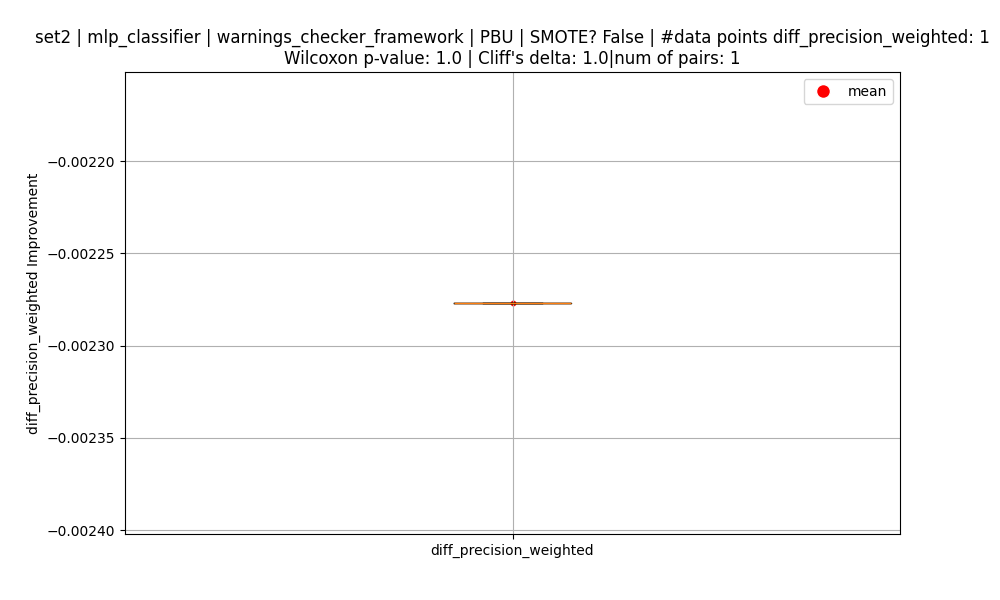 set2 | mlp_classifier | warnings_checker_framework | PBU | SMOTE? False | #data points diff_precision_weighted: 1
Wilcoxon p-value: 1.0 | Cliff's delta: 1.0|num of pairs: 1
mean
−0.00220
−0.00225
−0.00230
−0.00235
−0.00240
diff_precision_weighted Improvement
diff_precision_weighted